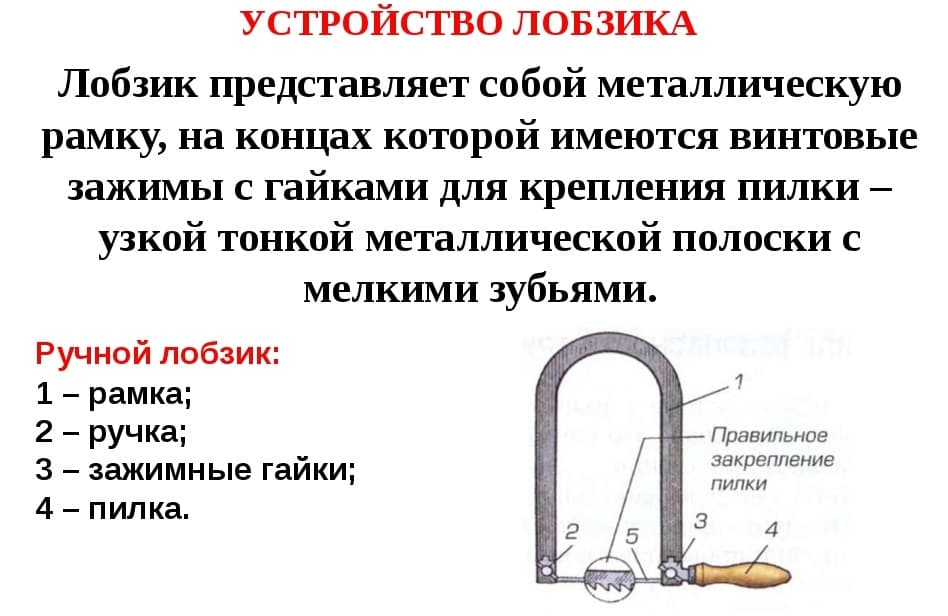 УСТРОЙСТВО ЛОБЗИКА
Лобзик представляет собой металлическую
рамку, на концах которой имеются винтовые
зажимы с гайками для крепления пилки –
узкой тонкой металлической полоски с
мелкими зубьями.
Ручной лобзик:
1 – рамка;
2 – ручка;
3 – зажимные гайки;
4 – пилка.
1
Правильное
закрепление
пилки
2
5
3
4